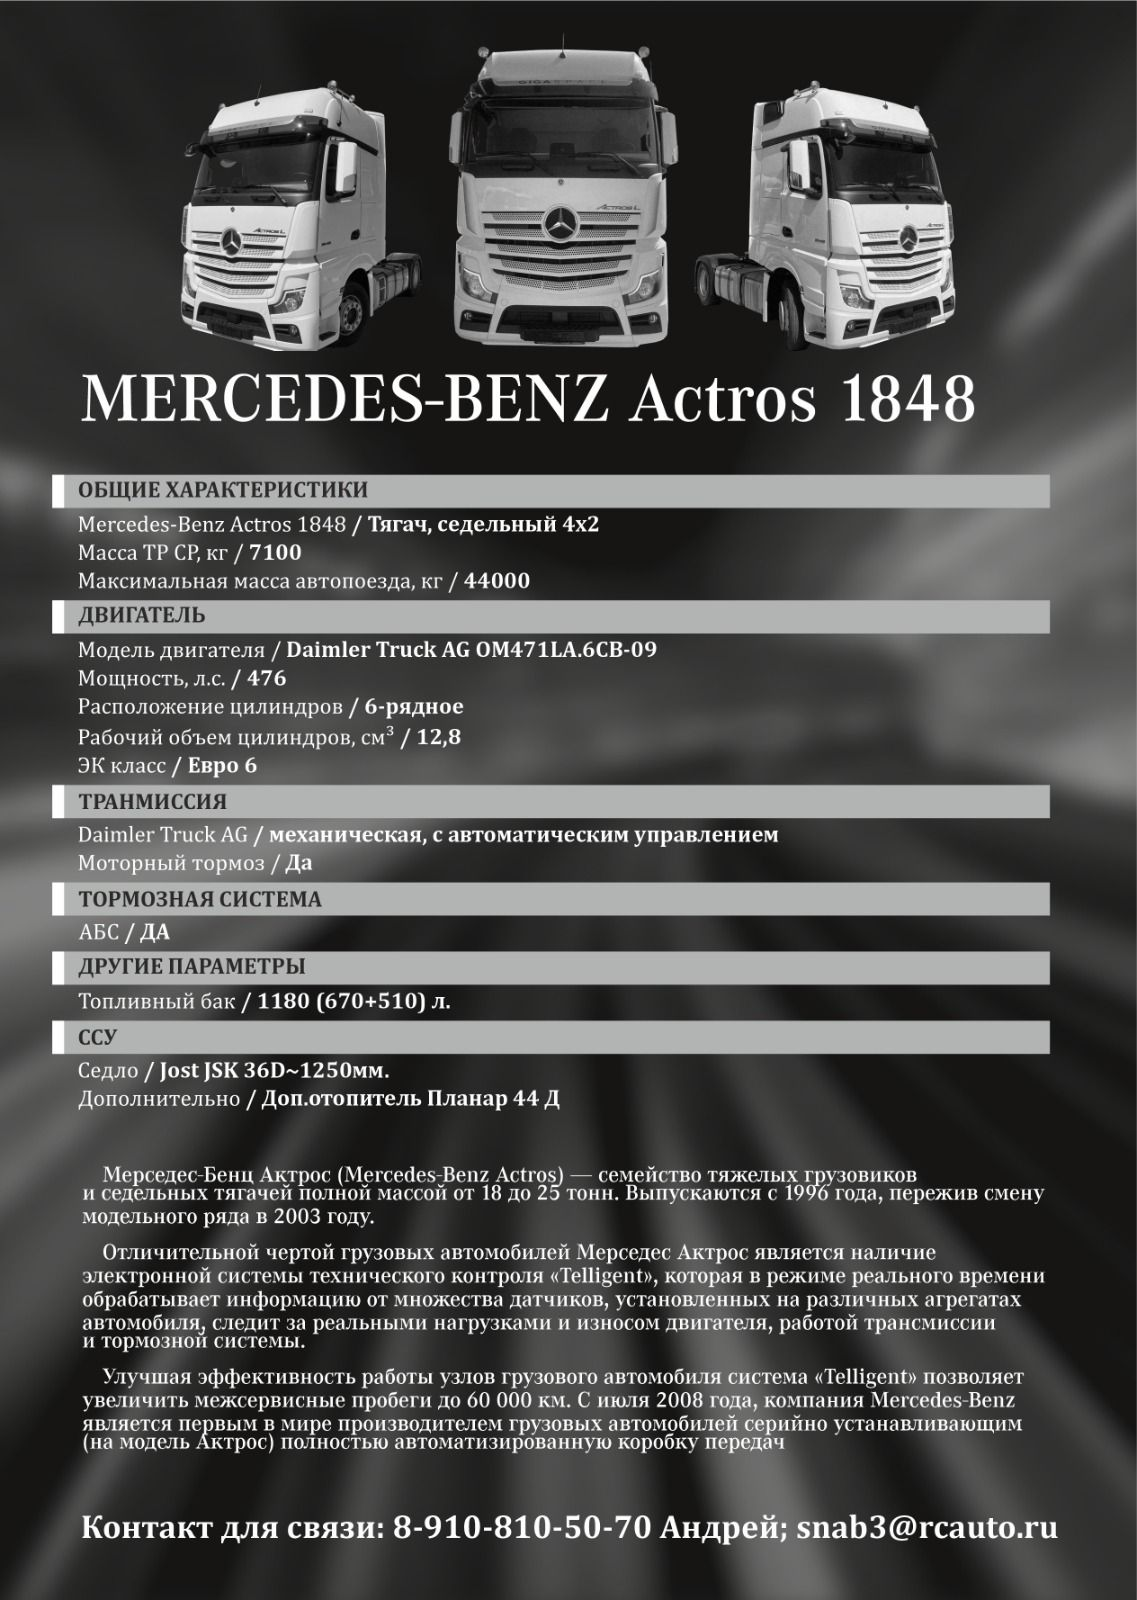 GIGASPACE
ACTROS L
ACTROS L
ACTROS L
MERCEDES-BENZ Actros 1848
ОБЩИЕ ХАРАКТЕРИСТИКИ
Mercedes-Benz Actros 1848 / Тягач, седельный 4х2
Масса ТР СР, кг / 7100
Максимальная масса автопоезда, кг / 44000
ДВИГАТЕЛЬ
Модель двигателя / Daimler Truck AG OM471LA.6CB-09
Мощность, л.с. / 476
Расположение цилиндров / 6-рядное
Рабочий объем цилиндров, см³ / 12,8
ЭК класс / Евро 6
ТРАНМИССИЯ
Daimler Truck AG / механическая, с автоматическим управлением
Моторный тормоз / Да
ТОРМОЗНАЯ СИСТЕМА
АБС / ДА
ДРУГИЕ ПАРАМЕТРЫ
Топливный бак / 1180 (670+510) л.
ССУ
Седло / Jost JSK 36D~1250мм.
Дополнительно / Доп.отопитель Планар 44 Д
Мерседес-Бенц Актрос (Mercedes-Benz Actros) — семейство тяжелых грузовиков
и седельных тягачей полной массой от 18 до 25 тонн. Выпускаются с 1996 года, пережив смену
модельного ряда в 2003 году.
Отличительной чертой грузовых автомобилей Мерседес Актрос является наличие
электронной системы технического контроля «Telligent», которая в режиме реального времени
обрабатывает информацию от множества датчиков, установленных на различных агрегатах
автомобиля, следит за реальными нагрузками и износом двигателя, работой трансмиссии
и тормозной системы.
Улучшая эффективность работы узлов грузового автомобиля система «Telligent» позволяет
увеличить межсервисные пробеги до 60 000 км. С июля 2008 года, компания Mercedes-Benz
является первым в мире производителем грузовых автомобилей серийно устанавливающим
(на модель Актрос) полностью автоматизированную коробку передач
Контакт для связи: 8-910-810-50-70 Андрей; snab3@rcauto.ru